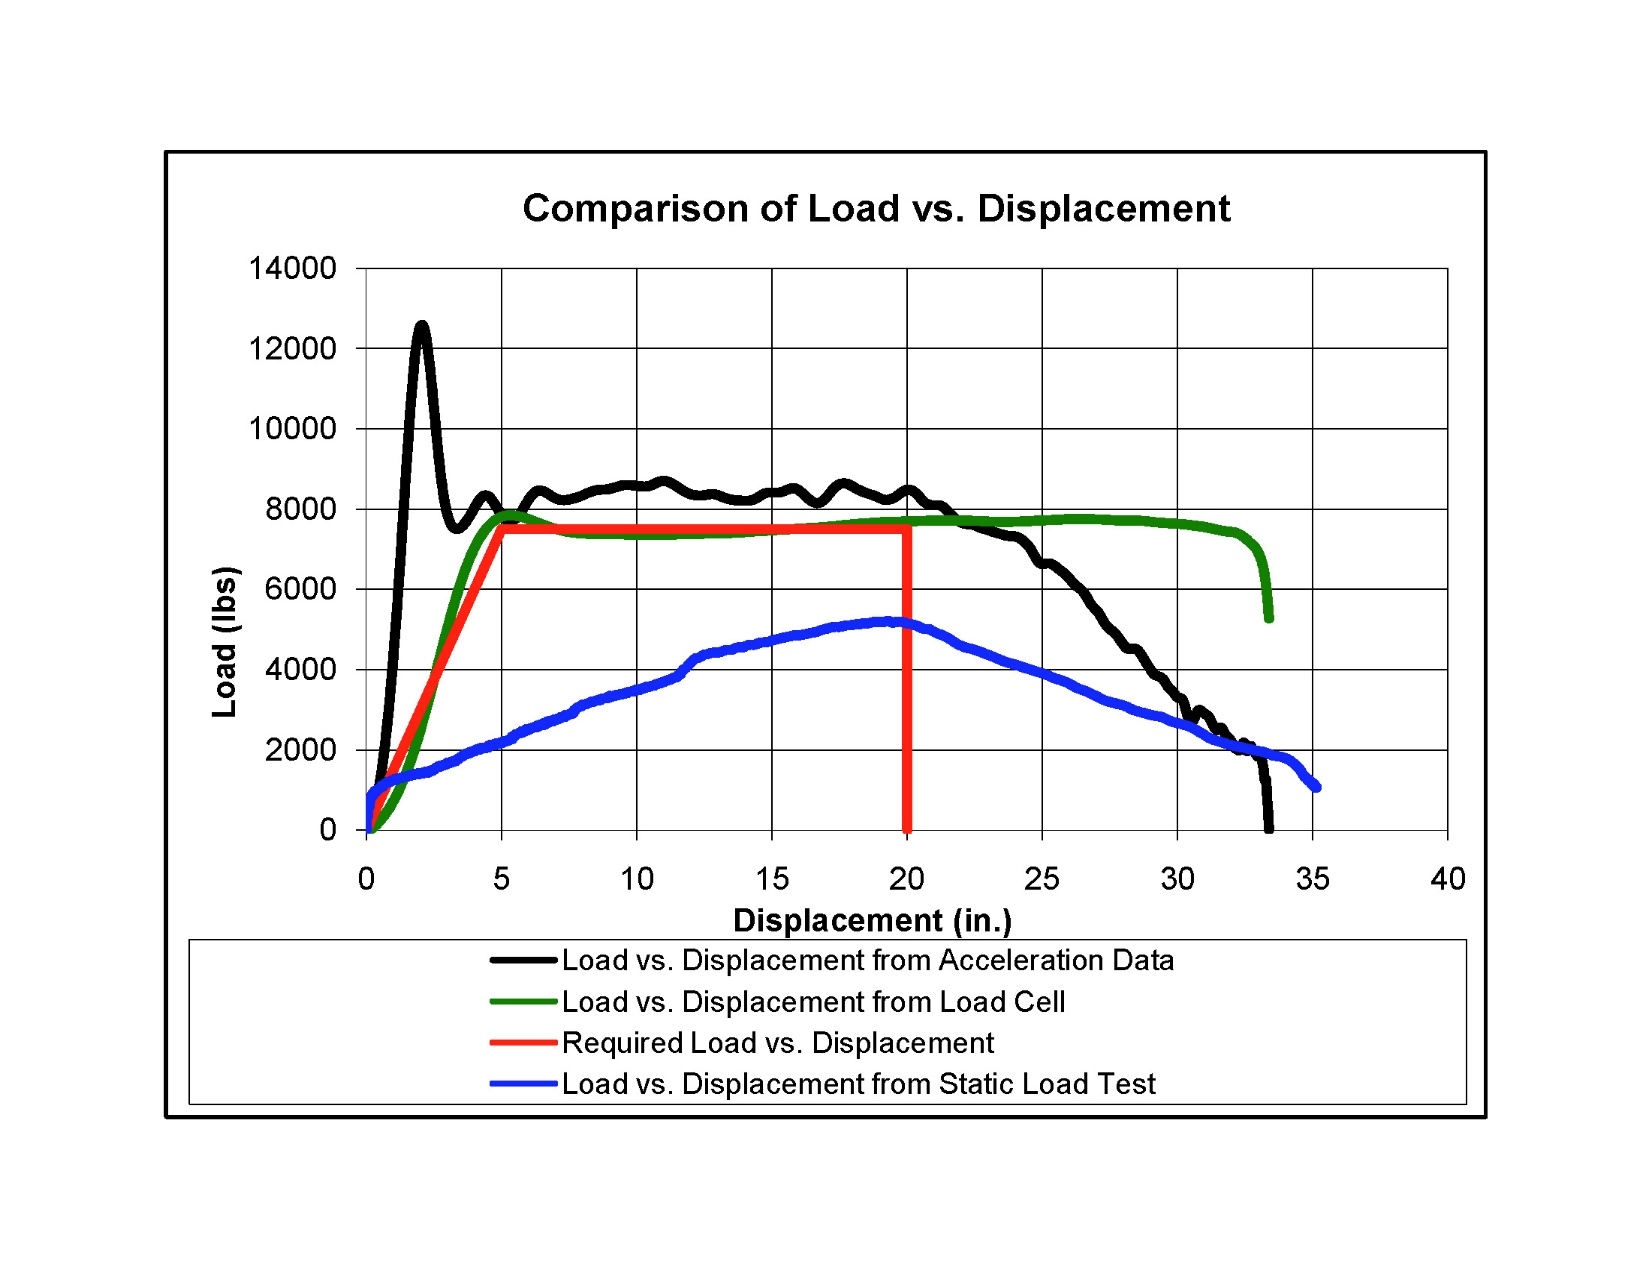 Comparison of Load vs. Displacement
14000
12000
10000
8000
6000
4000
2000
0
Load (lbs)
0 5 10 15 20 25 30 35 40
Displacement (in.)
Load vs. Displacement from Acceleration Data
Load vs. Displacement from Load Cell
Required Load vs. Displacement
Load vs. Displacement from Static Load Test